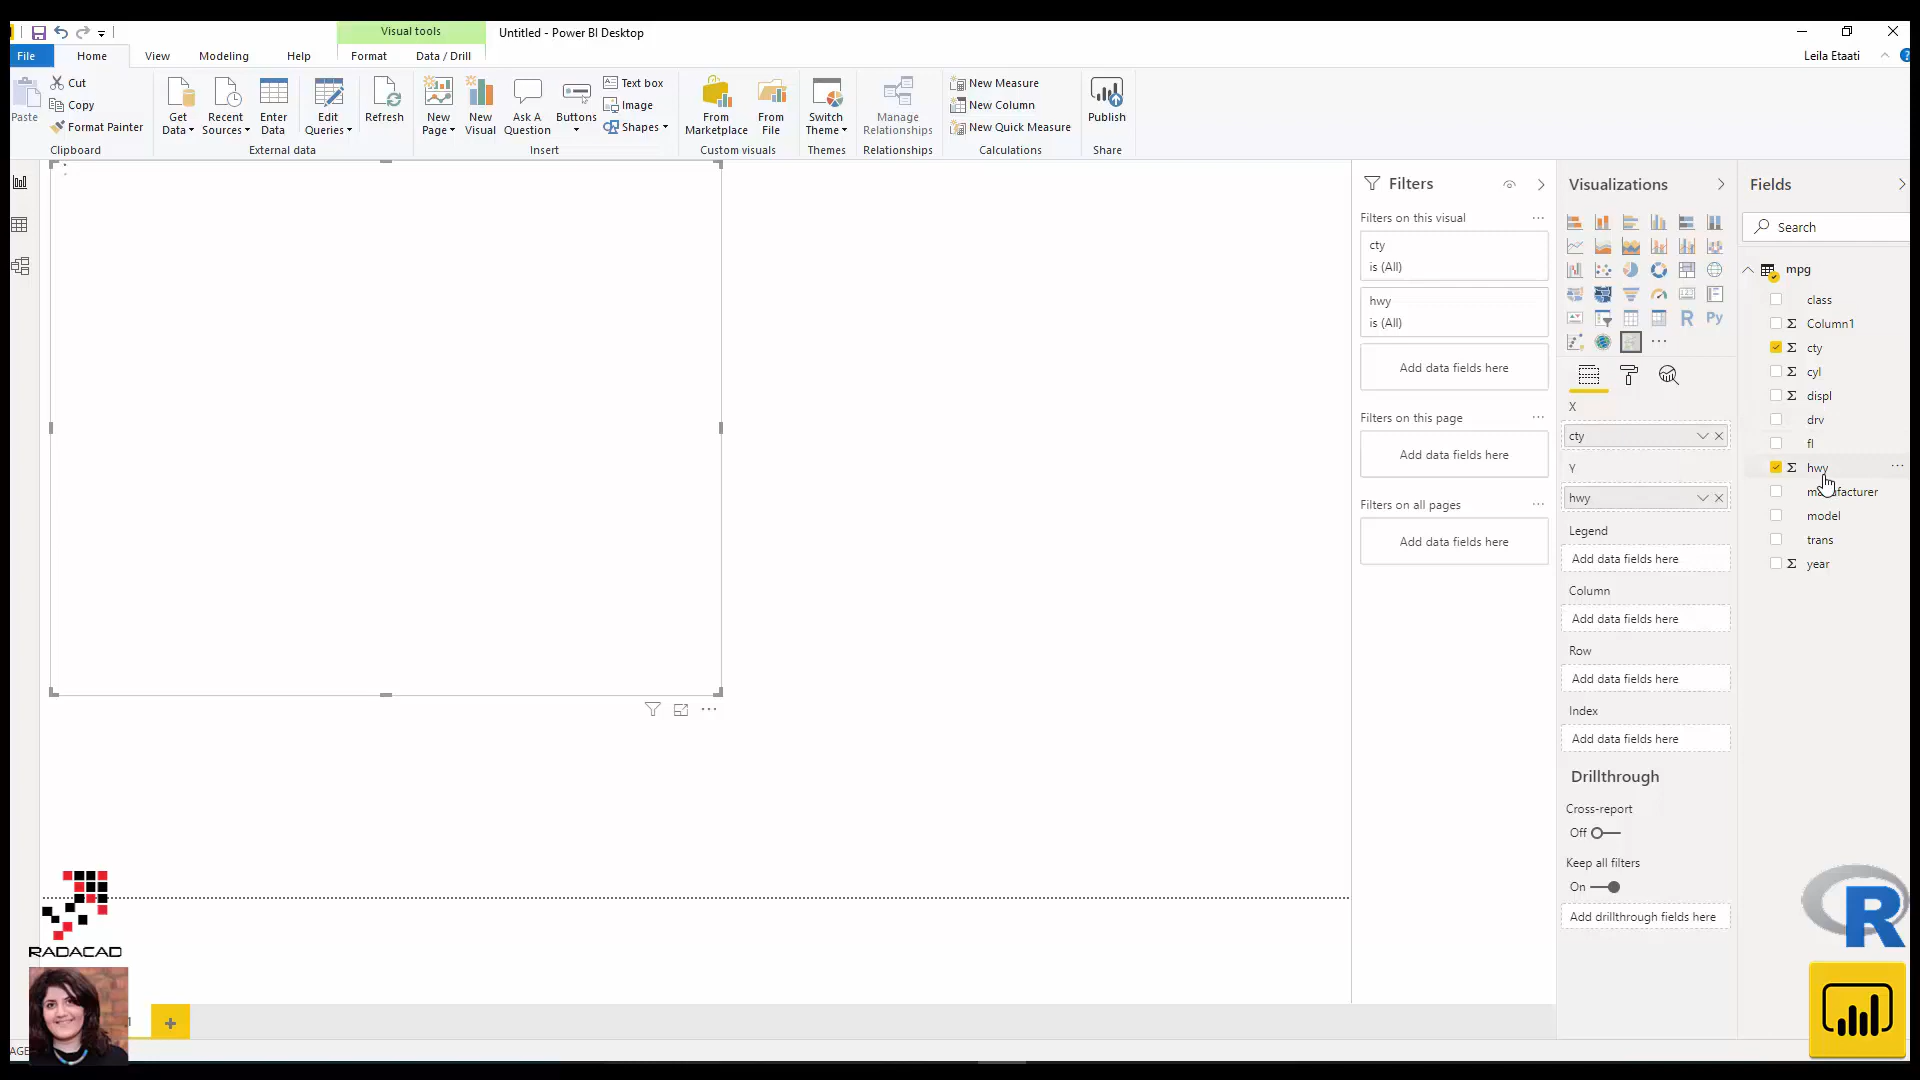 Visual tools
Untitled - Power BI Desktop
File
Home
View
Modeling
Help
Format
Data / Drill
Leila Etaati
Paste
Cut
Copy
Format Painter
Clipboard
Get
Data
Recent
Sources
Enter
Data
Edit
Queries
Refresh
External data
New
Page
New
Visual
Ask A
Question
Buttons
Text box
Image
Shapes
Insert
From
Marketplace
From
File
Custom visuals
Switch
Theme
Themes
Manage
Relationships
Relationships
New Measure
New Column
New Quick Measure
Calculations
Publish
Share
Filters
Filters on this visual
cty
is (All)
hwy
is (All)
Add data fields here
Filters on this page
Add data fields here
Filters on all pages
Add data fields here
Visualizations
R
Py
X
cty
Y
hwy
Legend
Add data fields here
Column
Add data fields here
Row
Add data fields here
Index
Add data fields here
Drillthrough
Cross-report
Off
Keep all filters
On
Add drillthrough fields here
Fields
Search
mpg
class
Column1
cty
cyl
displ
drv
fl
hwy
manufacturer
model
trans
year
RADACAD
R